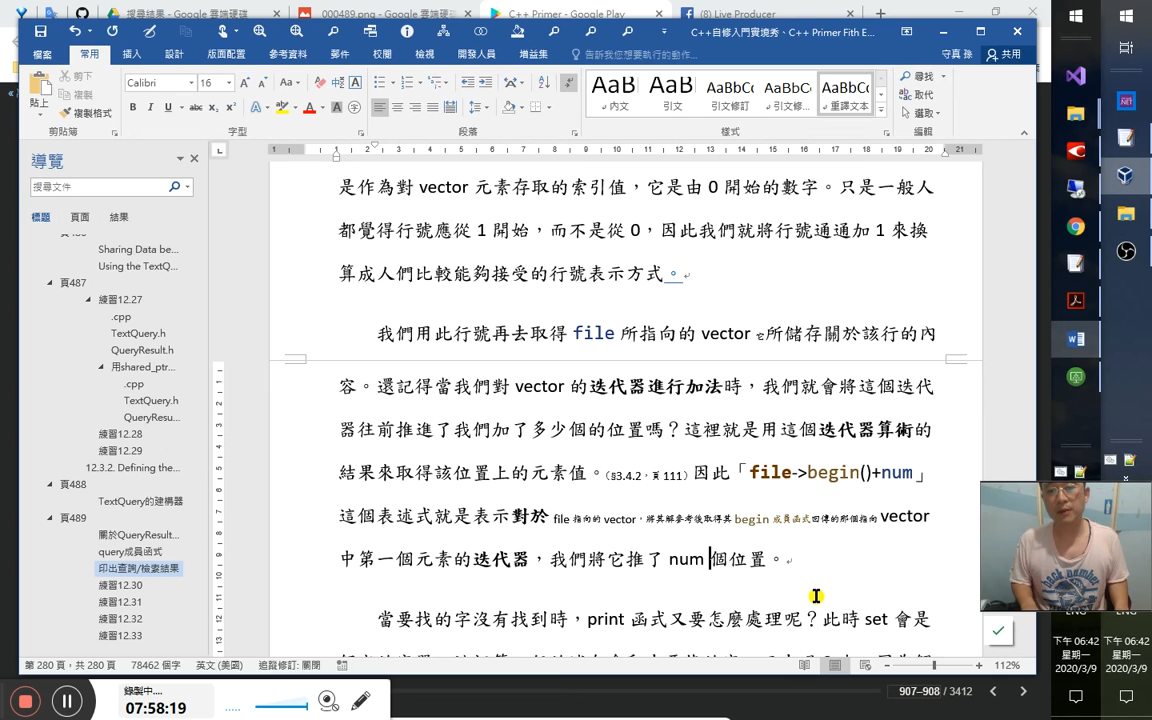 搜尋結果 - Google 雲端硬碟
000489.png - Google 雲端硬碟
C++ Primer - Google Play
(8) Live Producer
C++自修入門實境秀、C++ Primer Fith E...
檔案
常用
插入
設計
版面配置
參考資料
郵件
校閱
檢視
開發人員
增益集
告訴我您想要執行的動作...
守真 孫
共用
貼上
剪下
複製
複製格式
Calibri
16
剪貼簿
字型
段落
樣式
編輯
AaB
內文
AaB
引文
AaBbCc
引文修訂
AaBbCc
引文修...
AaBbCc
重譯文本
尋找
取代
選取
導覽
搜尋文件
標題
頁面
結果
Sharing Data be...
Using the TextQ...
頁487
練習12.27
.cpp
TextQuery.h
QueryResult.h
用shared_ptr...
.cpp
TextQuery.h
QueryResu...
練習12.28
練習12.29
12.3.2. Defining the...
頁488
TextQuery的建構器
頁489
關於QueryResult...
query成員函式
印出查詢/檢索結果
練習12.30
練習12.31
練習12.32
練習12.33
是作為對 vector 元素存取的索引值，它是由 0 開始的數字。只是一般人
都覺得行號應從 1 開始，而不是從 0，因此我們就將行號通通加 1 來換
算成人們比較能夠接受的行號表示方式。
我們用此行號再去取得 file 所指向的 vector 它所儲存關於該行的內
容。還記得當我們對 vector 的迭代器進行加法時，我們就會將這個迭代
器往前推進了我們加了多少個的位置嗎？這裡就是用這個迭代器算術的
結果來取得該位置上的元素值。（§3.4.2，頁 111）因此「file->begin()+num」
這個表述式就是表示對於 file 指向的 vector，將其解參考後取得其 begin 成員函式回傳的那個指向 vector
中第一個元素的迭代器，我們將它推了 num 個位置。
當要找的字沒有找到時，print 函式又要怎麼處理呢？此時 set 會是
第 280 頁，共 280 頁
78462 個字
英文 (美國)
追蹤修訂: 關閉
112%
錄製中...
07:58:19
907–908 / 3412
下午 06:42
星期一
2020/3/9
下午 06:42
星期一
2020/3/9